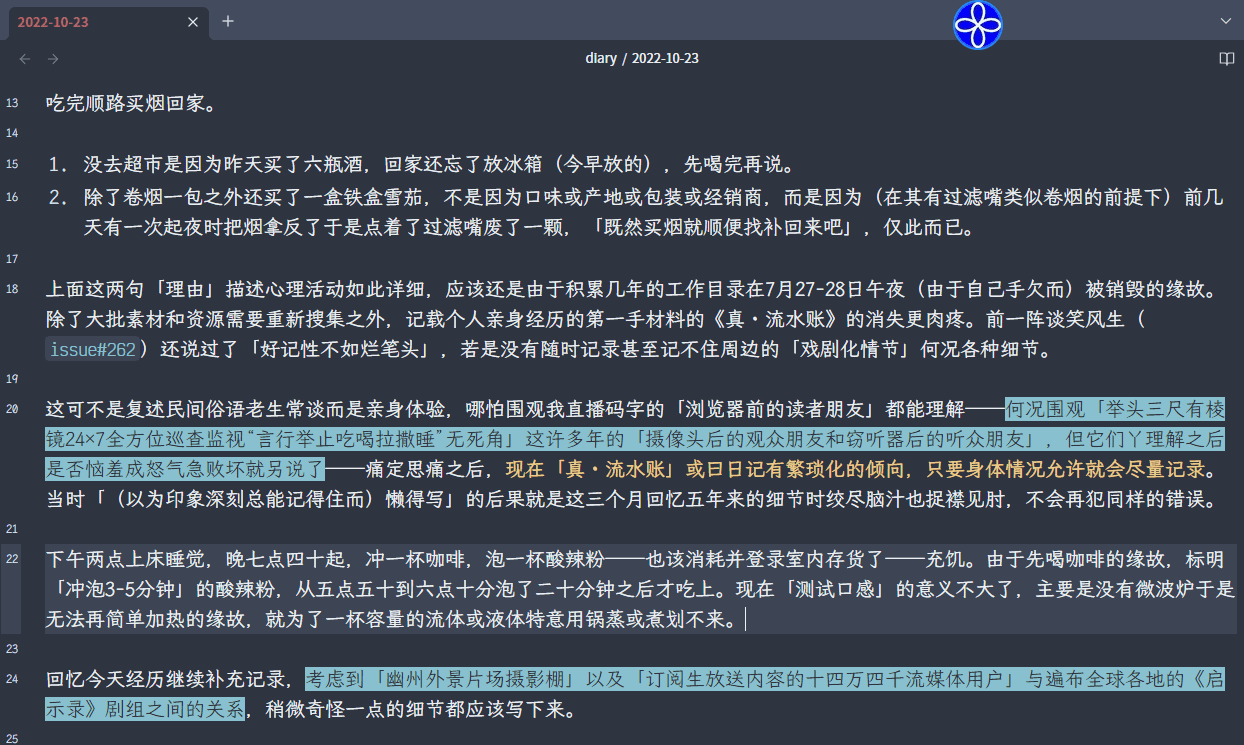 2022-10-23
diary / 2022-10-23
13 吃完顺路买烟回家。
14
15 1. 没去超市是因为昨天买了六瓶酒，回家还忘了放冰箱（今早放的），先喝完再说。
16 2. 除了卷烟一包之外还买了一盒铁盒雪茄，不是因为口味或产地或包装或经销商，而是因为（在其有过滤嘴类似卷烟的前提下）前几
天有一次起夜时把烟拿反了于是点着了过滤嘴废了一颗，「既然买烟就顺便找补回来吧」，仅此而已。
17
18 上面这两句「理由」描述心理活动如此详细，应该还是由于积累几年的工作目录在7月27-28日午夜（由于自己手欠而）被销毁的缘故。
除了大批素材和资源需要重新搜集之外，记载个人亲身经历的第一手材料的《真·流水账》的消失更肉疼。前一阵谈笑风生（
issue#262）还说过了「好记性不如烂笔头」，若是没有随时记录甚至记不住周边的「戏剧化情节」何况各种细节。
19
20 这可不是复述民间俗语老生常谈而是亲身体验，哪怕围观我直播码字的「浏览器前的读者朋友」都能理解——何况围观「举头三尺有棱
镜24×7全方位巡查监视“言行举止吃喝拉撒睡”无死角」这许多年的「摄像头后的观众朋友和窃听器后的听众朋友」，但它们丫理解之后
是否恼羞成怒气急败坏就另说了——痛定思痛之后，现在「真·流水账」或曰日记有繁琐化的倾向，只要身体情况允许就会尽量记录。
当时「（以为印象深刻总能记得住而）懒得写」的后果就是这三个月回忆五年来的细节时绞尽脑汁也捉襟见肘，不会再犯同样的错误。
21
22 下午两点上床睡觉，晚七点四十起，冲一杯咖啡，泡一杯酸辣粉——也该消耗并登录室内存货了——充饥。由于先喝咖啡的缘故，标明
「冲泡3-5分钟」的酸辣粉，从五点五十到六点十分泡了二十分钟之后才吃上。现在「测试口感」的意义不大了，主要是没有微波炉于是
无法再简单加热的缘故，就为了一杯容量的流体或液体特意用锅蒸或煮划不来。
23
24 回忆今天经历继续补充记录，考虑到「幽州外景片场摄影棚」以及「订阅生放送内容的十四万四千流媒体用户」与遍布全球各地的《启
示录》剧组之间的关系，稍微奇怪一点的细节都应该写下来。
25